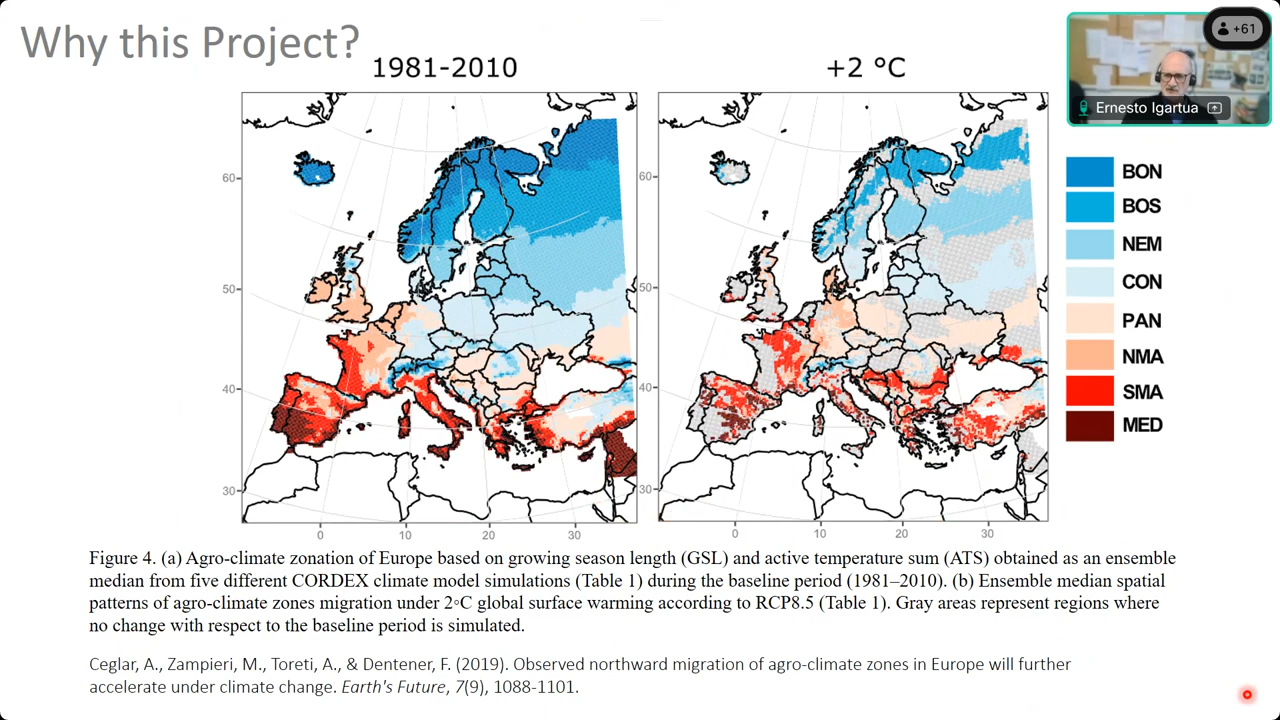 Why this Project?
1981-2010
+2 °C
+61
Ernesto Igartua
60
50
40
30
0
10
20
30
60
50
40
30
0
10
20
30
BON
BOS
NEM
CON
PAN
NMA
SMA
MED
Figure 4. (a) Agro-climate zonation of Europe based on growing season length (GSL) and active temperature sum (ATS) obtained as an ensemble
median from five different CORDEX climate model simulations (Table 1) during the baseline period (1981–2010). (b) Ensemble median spatial
patterns of agro-climate zones migration under 2◦C global surface warming according to RCP8.5 (Table 1). Gray areas represent regions where
no change with respect to the baseline period is simulated.
Ceglar, A., Zampieri, M., Toreti, A., & Dentener, F. (2019). Observed northward migration of agro-climate zones in Europe will further
accelerate under climate change. Earth's Future, 7(9), 1088-1101.